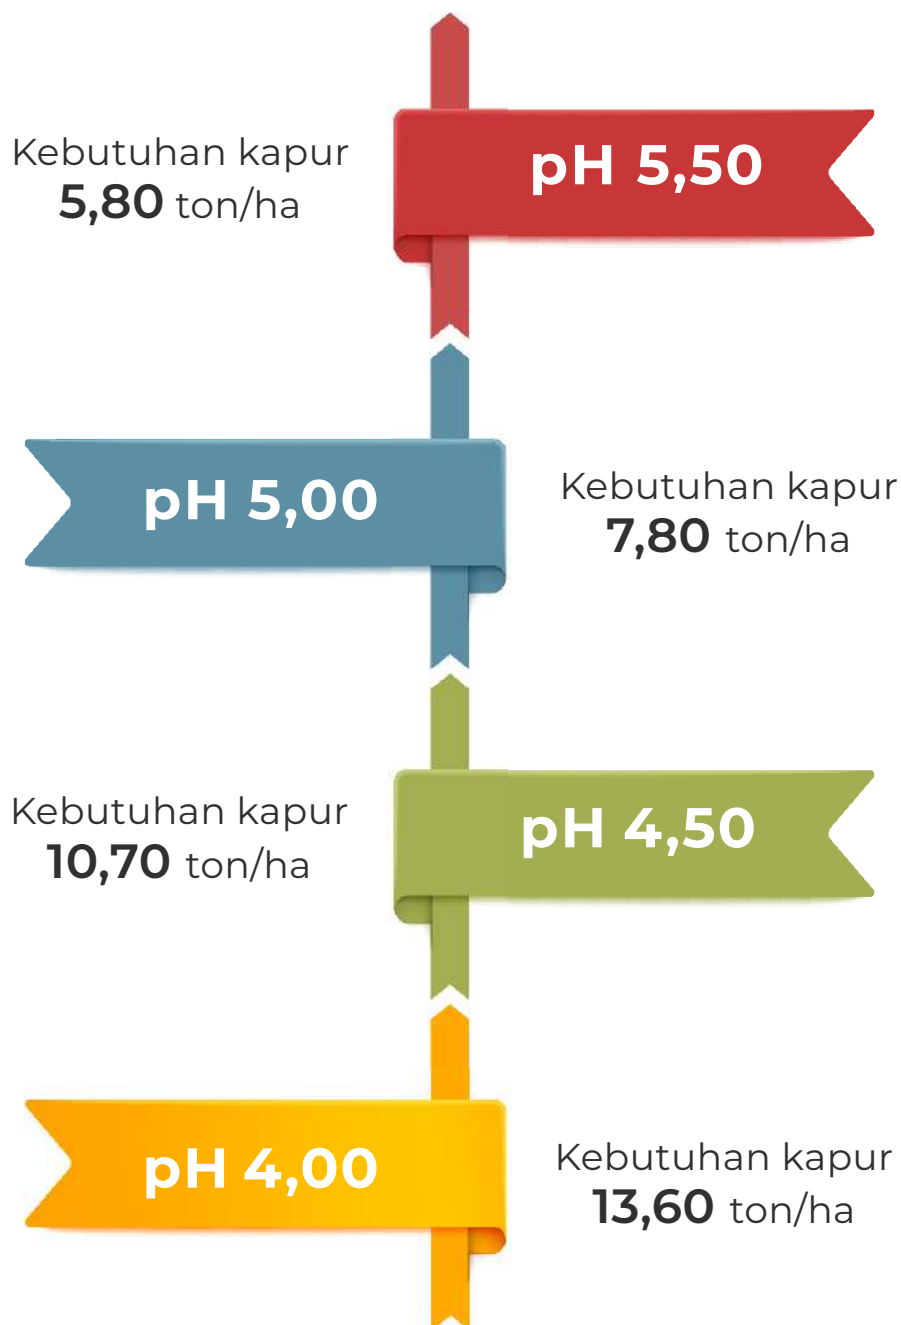 Kebutuhan kapur
5,80 ton/ha
pH 5,50
pH 5,00
Kebutuhan kapur
7,80 ton/ha
Kebutuhan kapur
10,70 ton/ha
pH 4,50
pH 4,00
Kebutuhan kapur
13,60 ton/ha